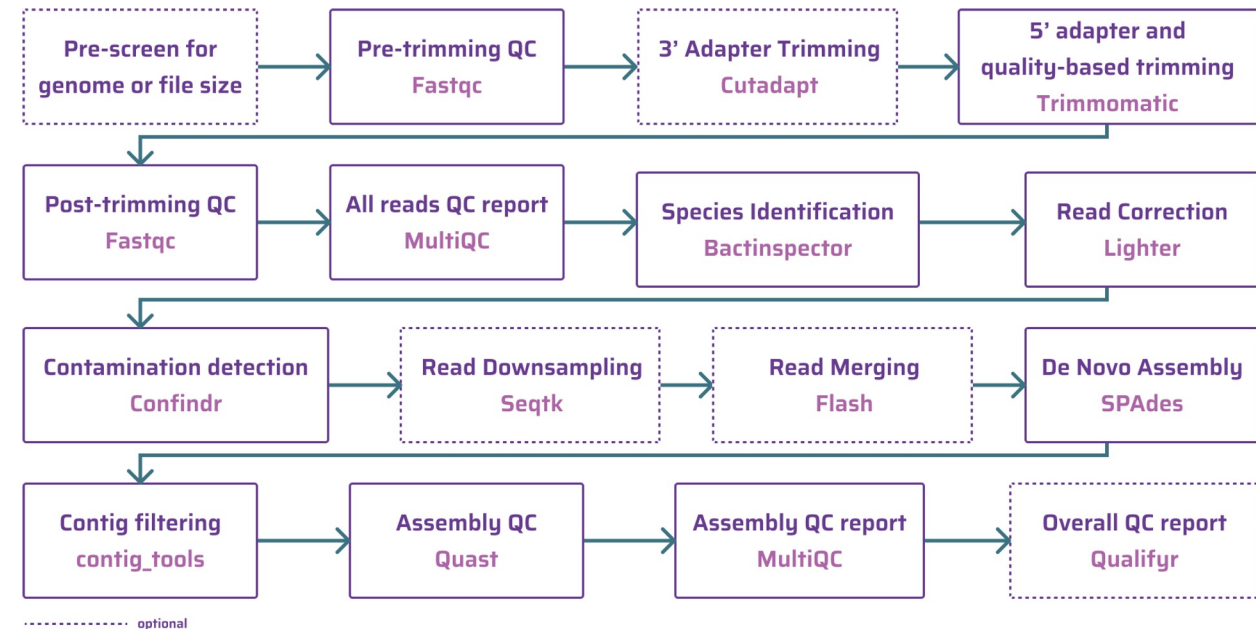 Pre-screen for
genome or file size
Pre-trimming QC
Fastqc
3' Adapter Trimming
Cutadapt
5' adapter and
quality-based trimming
Trimmomatic
Post-trimming QC
Fastqc
All reads QC report
MultiQC
Species Identification
Bactinspector
Read Correction
Lighter
Contamination detection
Confindr
Read Downsampling
Seqtk
Read Merging
Flash
De Novo Assembly
SPAdes
Contig filtering
contig_tools
Assembly QC
Quast
Assembly QC report
MultiQC
Overall QC report
Qualifyr
optional